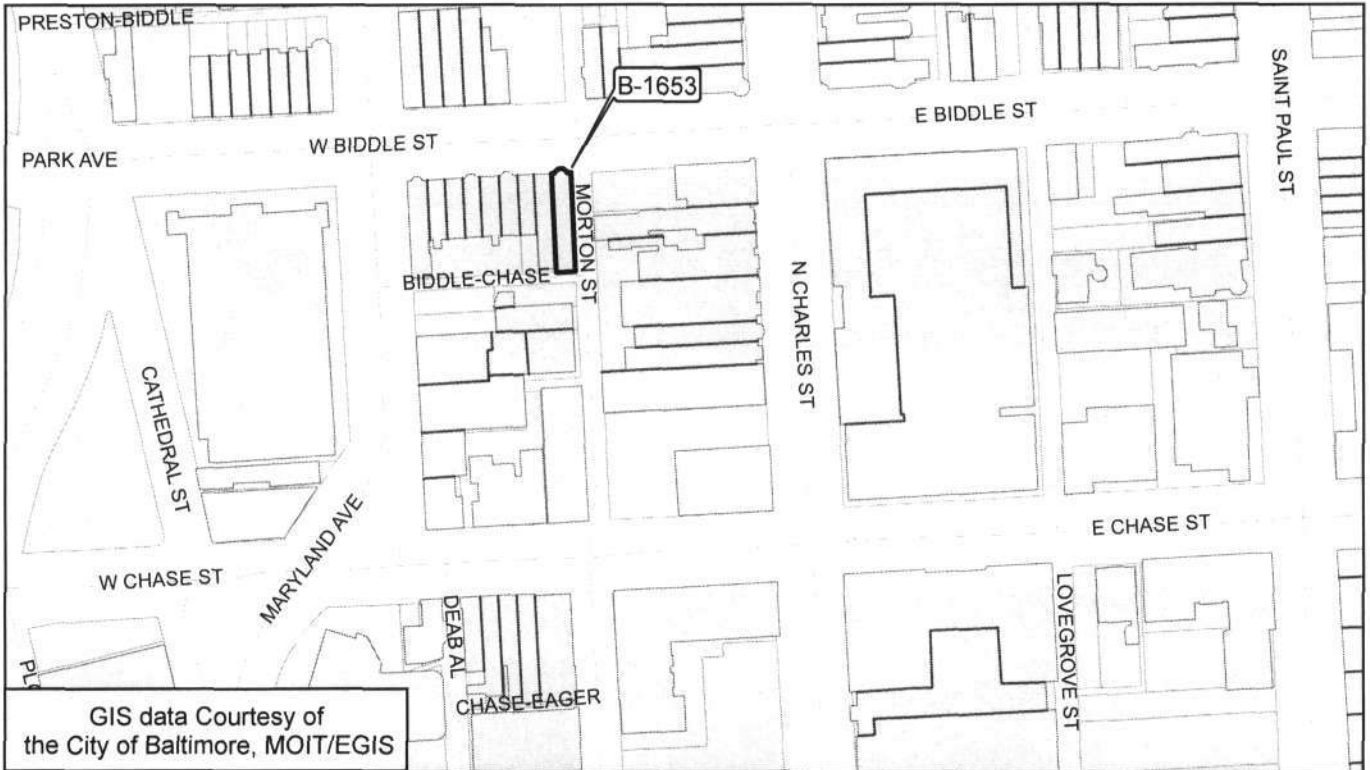 PRESTON-BIDDLE
B-1653
E BIDDLE ST
SAINT PAUL ST
W BIDDLE ST
PARK AVE
MORTON ST
BIDDLE-CHASE
N CHARLES ST
CATHEDRAL ST
MARYLAND AVE
E CHASE ST
W CHASE ST
DEAB AL
LOVEGROVE ST
CHASE-EAGER
GIS data Courtesy of
the City of Baltimore, MOIT/EGIS